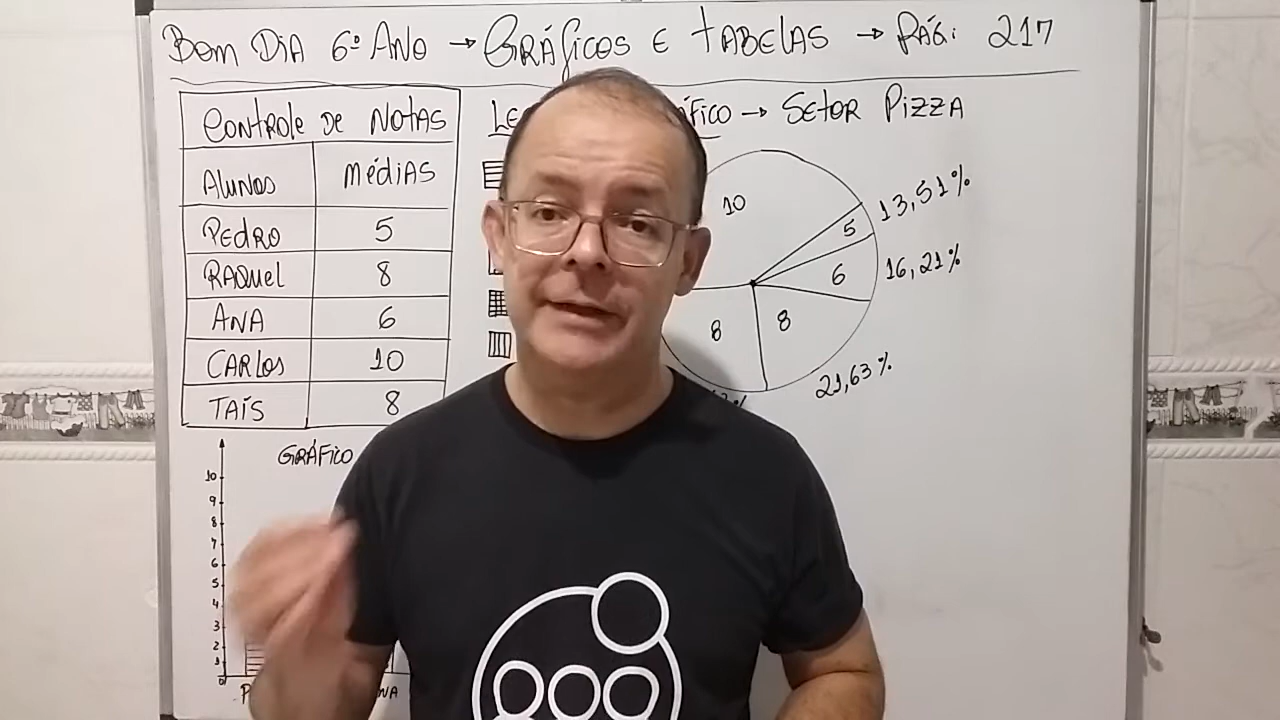 Bom Dia 6º Ano → Gráficos e tabelas → Pág: 217
Controle de Notas
Alunos Médias
Pedro 5
Raquel 8
Ana 6
Carlos 10
Taís 8
→ Setor Pizza
10
5
6
8
8
13,51%
16,21%
21,63%
Gráfico
10
9
8
7
6
5
4
3
2
1
0